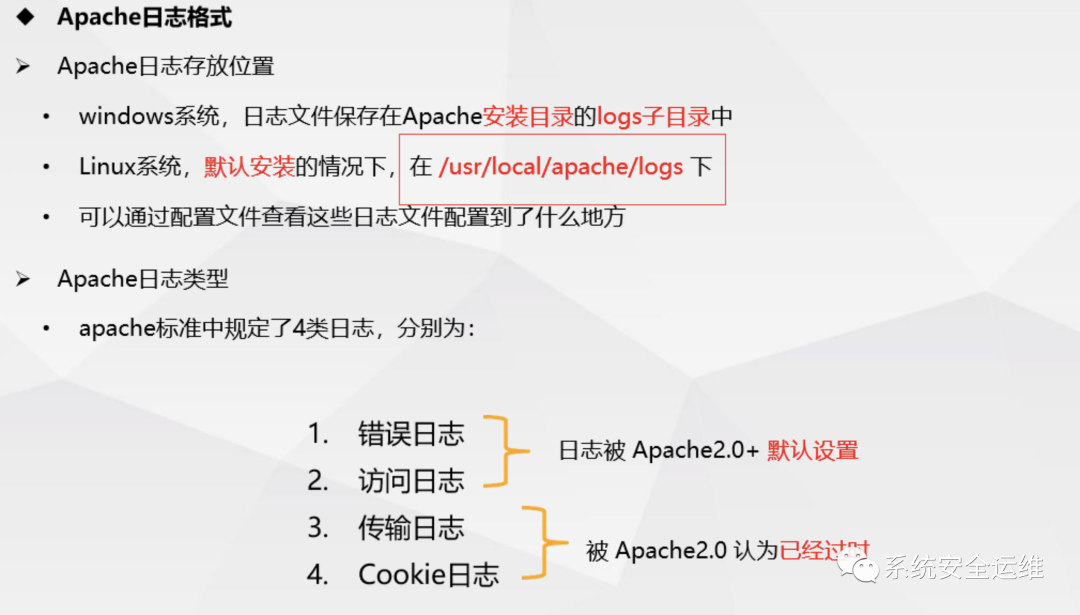 ◆ Apache日志格式
➢ Apache日志存放位置
• windows系统，日志文件保存在Apache安装目录的logs子目录中
• Linux系统，默认安装的情况下，在 /usr/local/apache/logs 下
• 可以通过配置文件查看这些日志文件配置到了什么地方
➢ Apache日志类型
• apache标准中规定了4类日志，分别为：
1. 错误日志
2. 访问日志
日志被 Apache2.0+ 默认设置
3. 传输日志
4. Cookie日志
被 Apache2.0 认为已经过时
系统安全运维